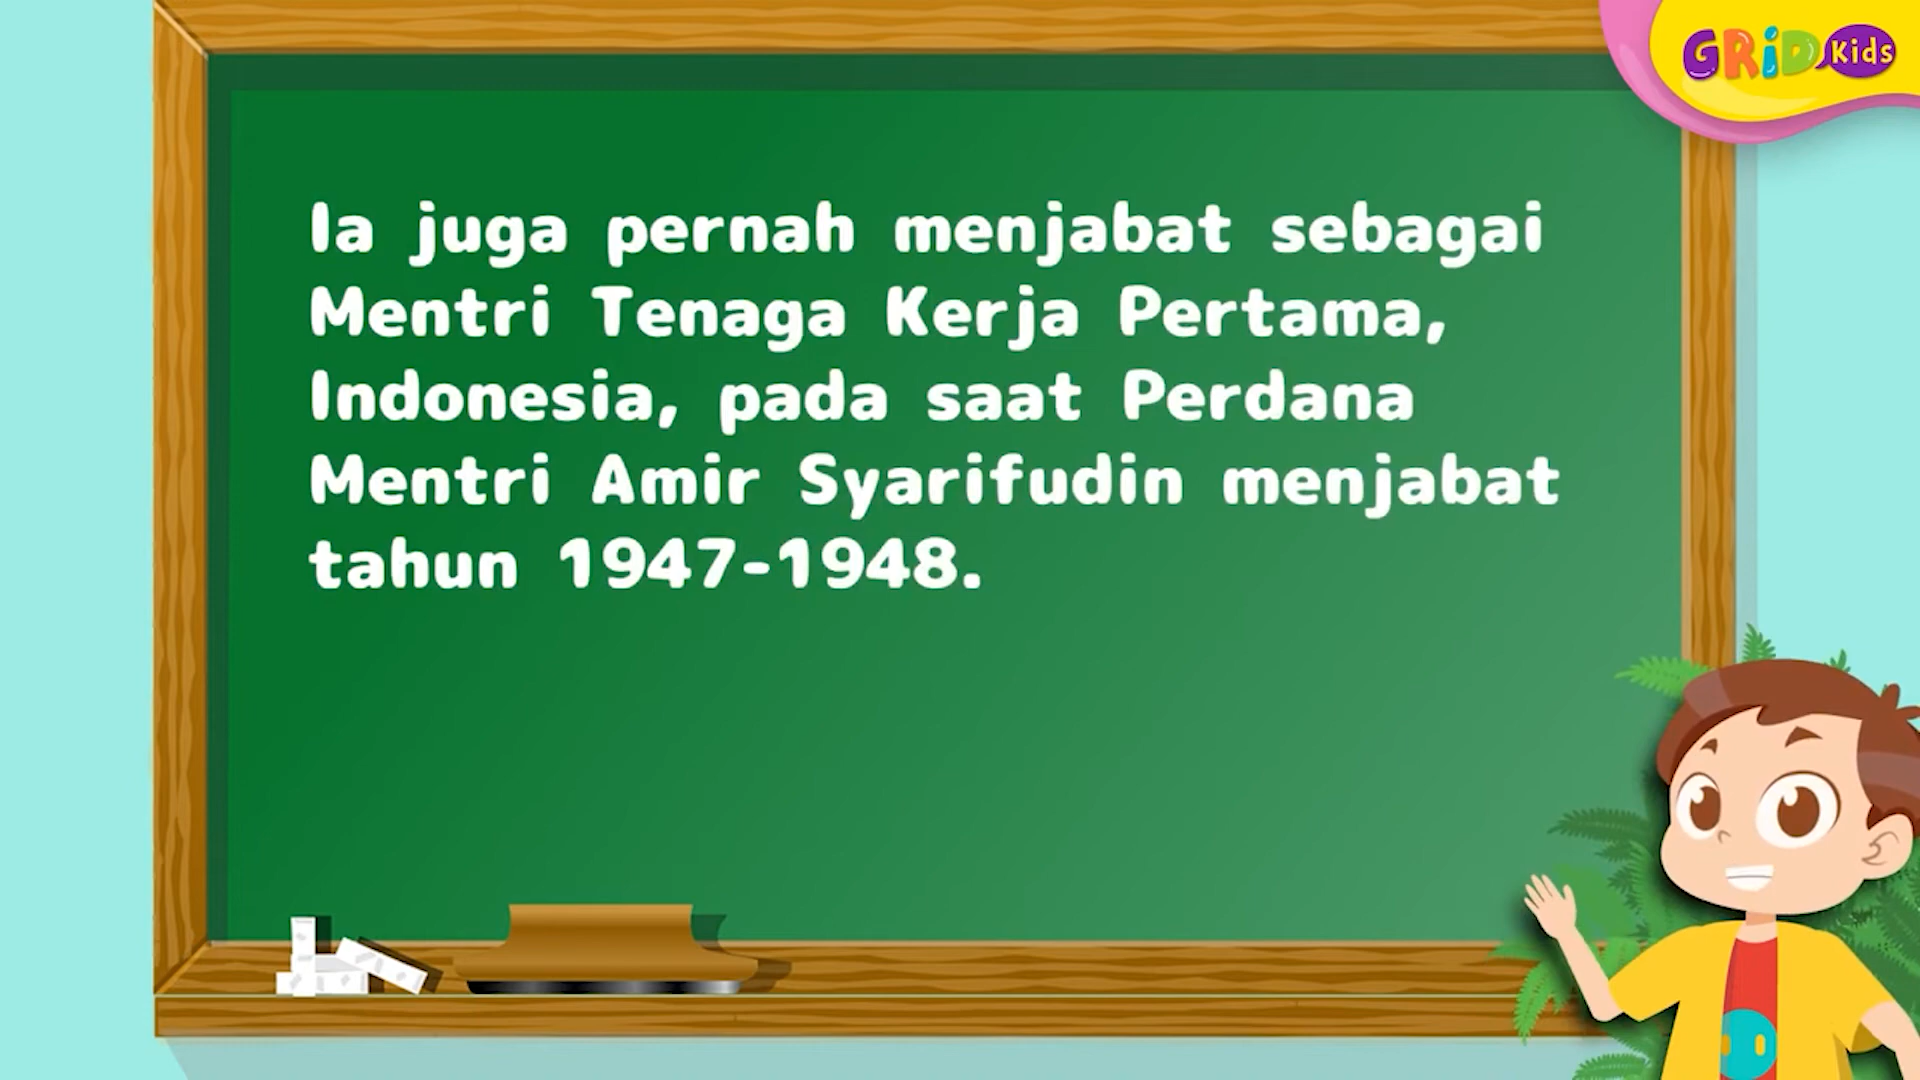 GRiD Kids
Ia juga pernah menjabat sebagai
Mentri Tenaga Kerja Pertama,
Indonesia, pada saat Perdana
Mentri Amir Syarifudin menjabat
tahun 1947-1948.